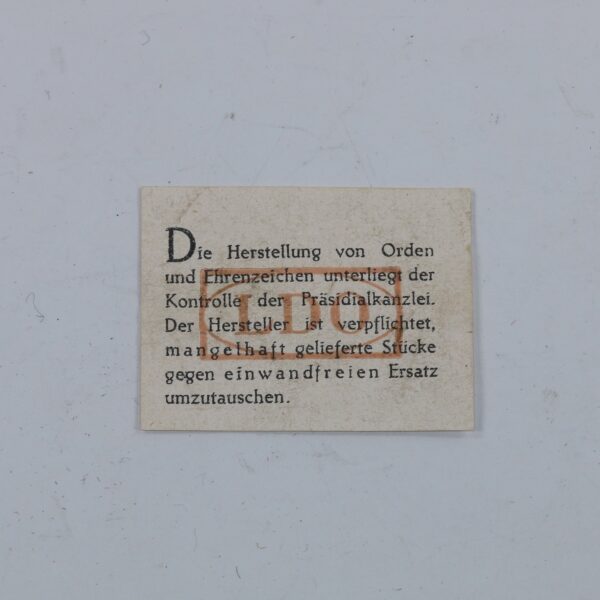 Die Herstellung von Orden
und Ehrenzeichen unterliegt der
Kontrolle der Präsidialkanzlei.
Der Hersteller ist verpflichtet,
mangelhaft gelieferte Stücke
gegen einwandfreien Ersatz
umzutauschen.
LDO